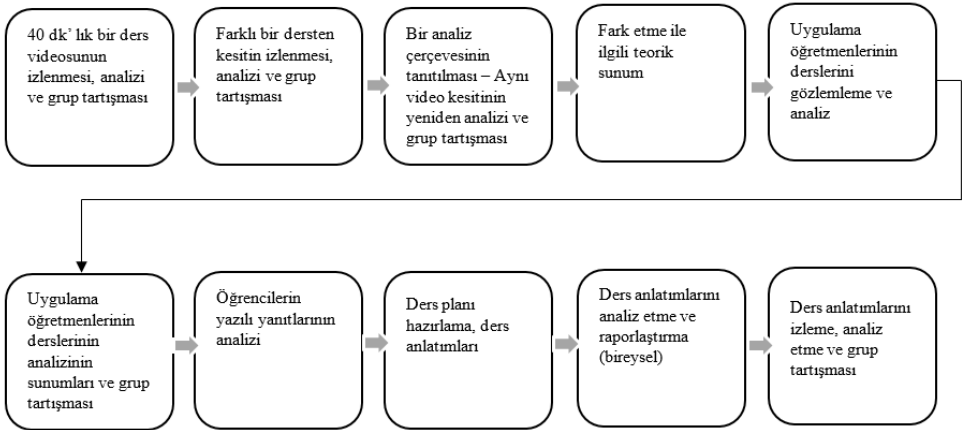 40 dk’ lık bir ders
videosunun
izlenmesi, analizi
ve grup tartışması
Farklı bir dersten
kesitin izlenmesi,
analizi ve grup
tartışması
Bir analiz
çerçevesinin
tanıtılması – Aynı
video kesitinin
yeniden analizi ve
grup tartışması
Fark etme ile
ilgili teorik
sunum
Uygulama
öğretmenlerinin
derslerini
gözlemleme ve
analiz
Uygulama
öğretmenlerinin
derslerinin
analizinin
sunumları ve grup
tartışması
Öğrencilerin
yazılı yanıtlarının
analizi
Ders planı
hazırlama, ders
anlatımları
Ders anlatımlarını
analiz etme ve
raporlaştırma
(bireysel)
Ders anlatımlarını
izleme, analiz
etme ve grup
tartışması